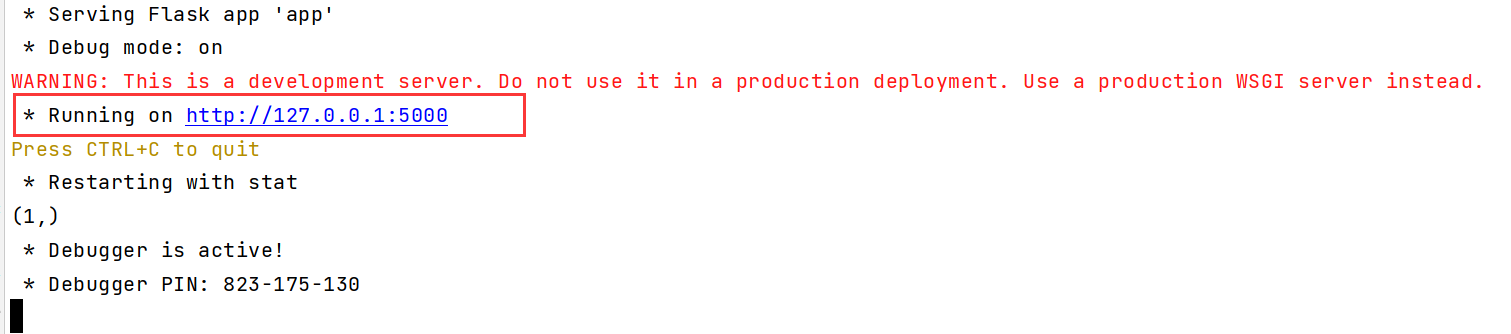 * Serving Flask app 'app'
* Debug mode: on
WARNING: This is a development server. Do not use it in a production deployment. Use a production WSGI server instead.
* Running on http://127.0.0.1:5000
Press CTRL+C to quit
* Restarting with stat
(1,)
* Debugger is active!
* Debugger PIN: 823-175-130